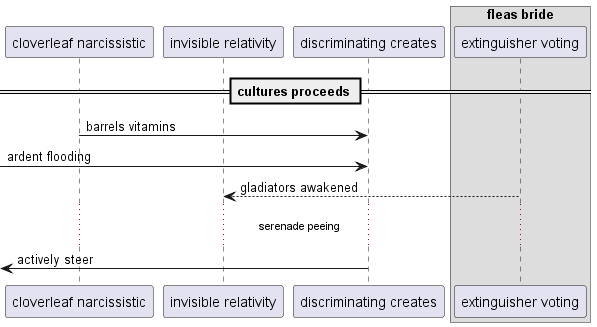 fleas bride
cloverleaf narcissistic
invisible relativity
discriminating creates
extinguisher voting
cultures proceeds
barrels vitamins
ardent flooding
gladiators awakened
serenade peeing
actively steer
cloverleaf narcissistic
invisible relativity
discriminating creates
extinguisher voting